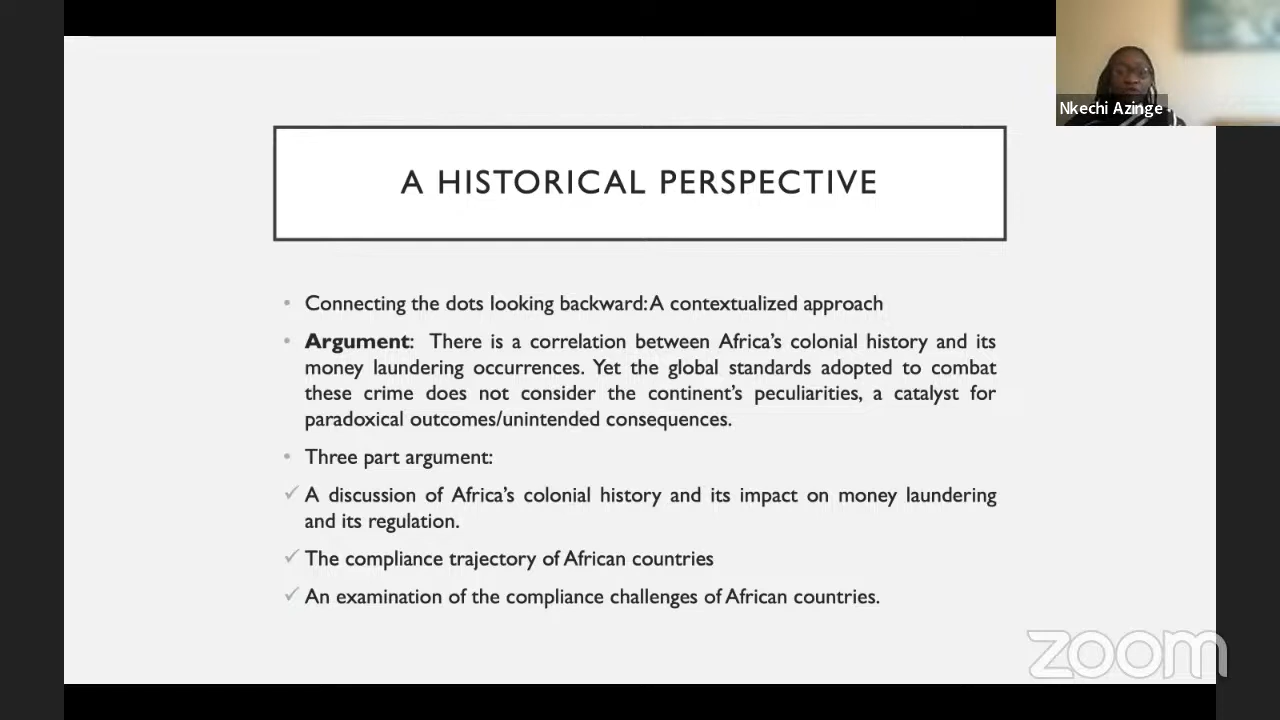 Nkechi Azinge
A HISTORICAL PERSPECTIVE
• Connecting the dots looking backward: A contextualized approach
• Argument: There is a correlation between Africa's colonial history and its
money laundering occurrences. Yet the global standards adopted to combat
these crime does not consider the continent's peculiarities, a catalyst for
paradoxical outcomes/unintended consequences.
• Three part argument:
✓ A discussion of Africa's colonial history and its impact on money laundering
and its regulation.
✓ The compliance trajectory of African countries
✓ An examination of the compliance challenges of African countries.
zoom